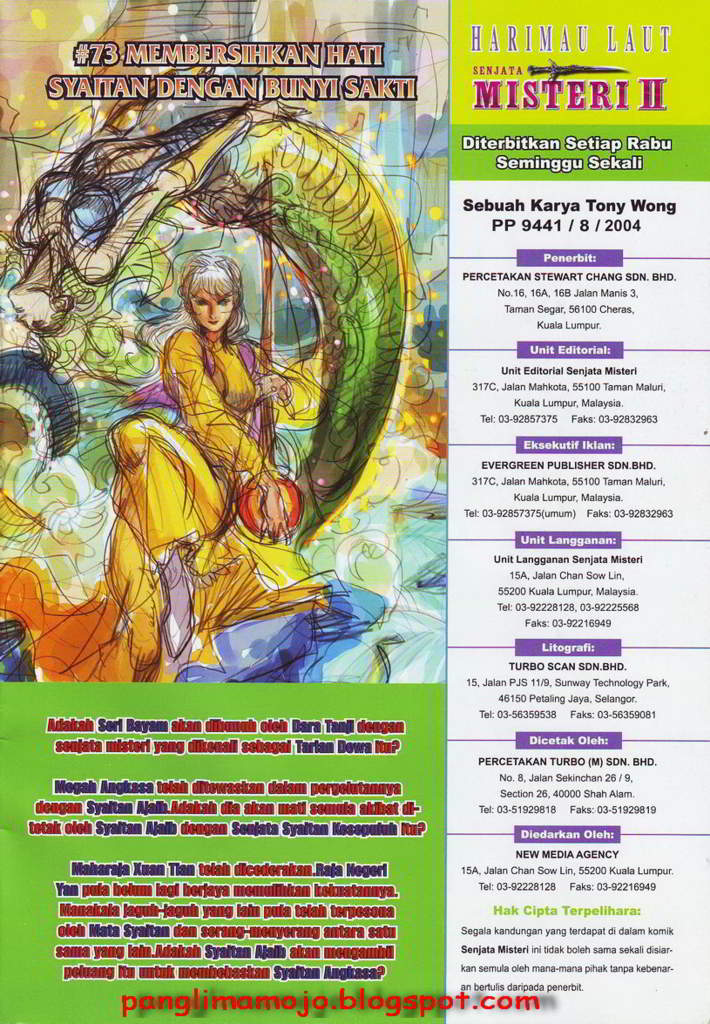 #73 MEMBERSIHKAN HATI
SYAITAN DENGAN BUNYI SAKTI
Adakah Seri Bayam akan dibunuh oleh Dara Tanji dengan
senjata misteri yang dikenali sebagai Tarian Dewa itu?
Megah Angkasa telah ditewaskan dalam pergelutannya
dengan Syaitan Ajaib.Adakah dia akan mati semula akibat di-
tetak oleh Syaitan Ajaib dengan Senjata Syaitan Kesepuluh itu?
Maharaja Xuan Tian telah dicederakan.Raja Negeri
Yan pula belum lagi berjaya memulihkan kekuatannya.
Manakala jaguh-jaguh yang lain pula telah terpesona
oleh Mata Syaitan dan serang-menyerang antara satu
sama yang lain.Adakah Syaitan Ajaib akan mengambil
peluang itu untuk membebaskan Syaitan Angkasa?
HARIMAU LAUT
SENJATA
MISTERI II
Diterbitkan Setiap Rabu
Seminggu Sekali
Sebuah Karya Tony Wong
PP 9441 / 8 / 2004
Penerbit:
PERCETAKAN STEWART CHANG SDN. BHD.
No.16, 16A, 16B Jalan Manis 3,
Taman Segar, 56100 Cheras,
Kuala Lumpur.
Unit Editorial:
Unit Editorial Senjata Misteri
317C, Jalan Mahkota, 55100 Taman Maluri,
Kuala Lumpur, Malaysia.
Tel: 03-92857375 Faks: 03-92832963
Eksekutif Iklan:
EVERGREEN PUBLISHER SDN.BHD.
317C, Jalan Mahkota, 55100 Taman Maluri,
Kuala Lumpur, Malaysia.
Tel: 03-92857375(umum) Faks: 03-92832963
Unit Langganan:
Unit Langganan Senjata Misteri
15A, Jalan Chan Sow Lin,
55200 Kuala Lumpur, Malaysia.
Tel: 03-92228128, 03-92225568
Faks: 03-92216949
Litografi:
TURBO SCAN SDN.BHD.
15, Jalan PJS 11/9, Sunway Technology Park,
46150 Petaling Jaya, Selangor.
Tel: 03-56359538 Faks: 03-56359081
Dicetak Oleh:
PERCETAKAN TURBO (M) SDN. BHD.
No. 8, Jalan Sekinchan 26 / 9,
Section 26, 40000 Shah Alam.
Tel: 03-51929818 Faks: 03-51929819
Diedarkan Oleh:
NEW MEDIA AGENCY
15A, Jalan Chan Sow Lin, 55200 Kuala Lumpur.
Tel: 03-92228128 Faks: 03-92216949
Hak Cipta Terpelihara:
Segala kandungan yang terdapat di dalam komik
Senjata Misteri ini tidak boleh sama sekali disiar-
kan semula oleh mana-mana pihak tanpa kebenar-
an bertulis daripada penerbit.
panglimamojo.blogspot.com